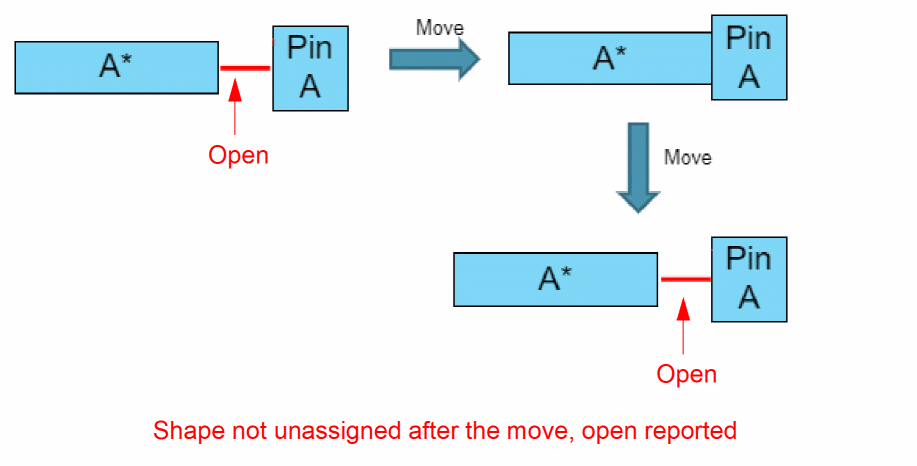 A*
Pin
A
Open
Move
A*
Pin
A
Move
A*
Pin
A
Open
Shape not unassigned after the move, open reported